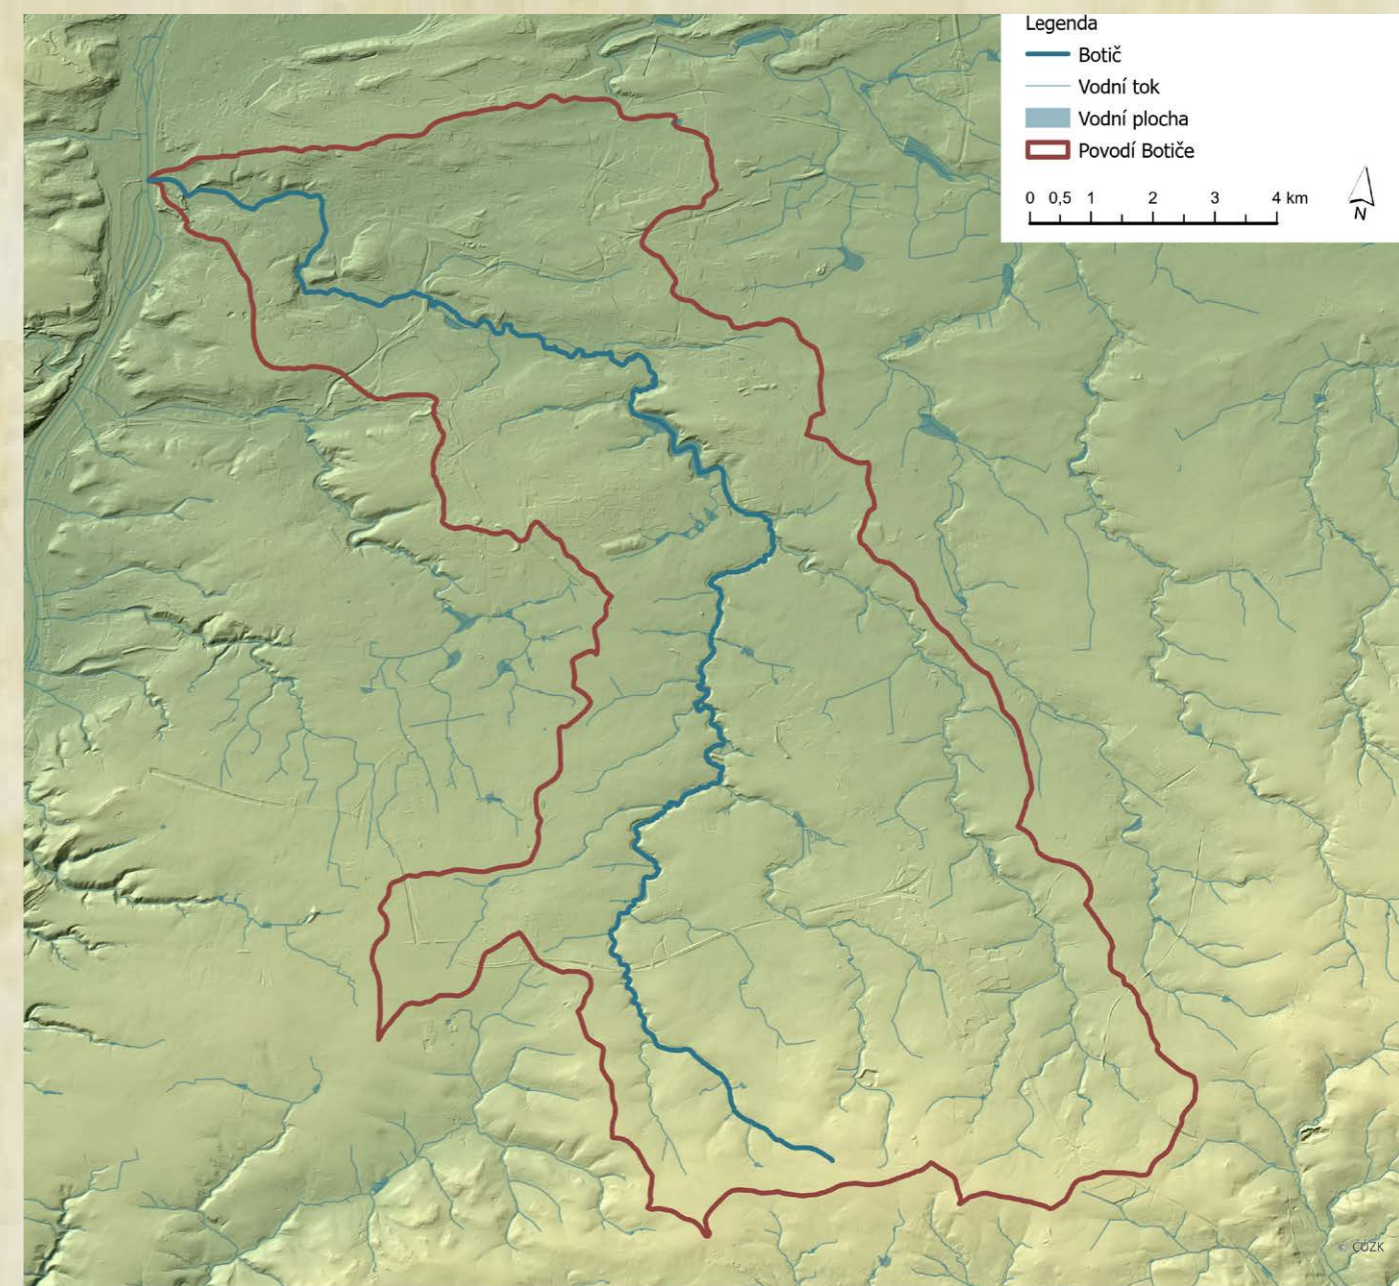 Legenda
Botič
Vodní tok
Vodní plocha
Povodí Botiče
0 0,5 1 2 3 4 km
N
© ČÚZK